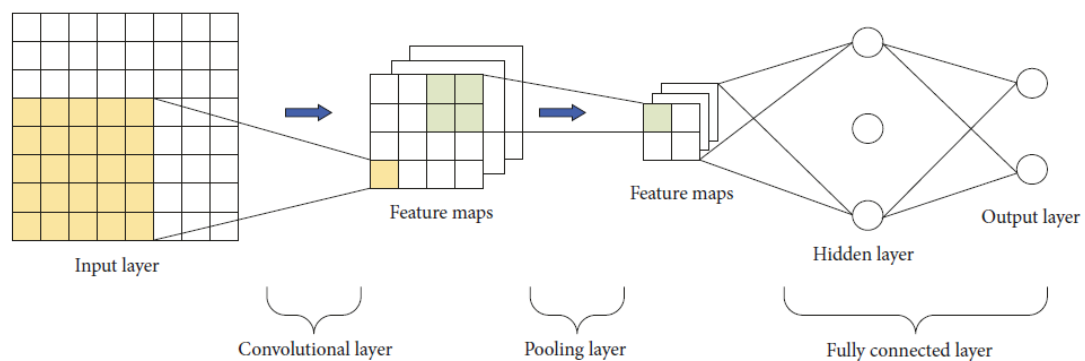 Input layer
Feature maps
Feature maps
Hidden layer
Output layer
Convolutional layer
Pooling layer
Fully connected layer